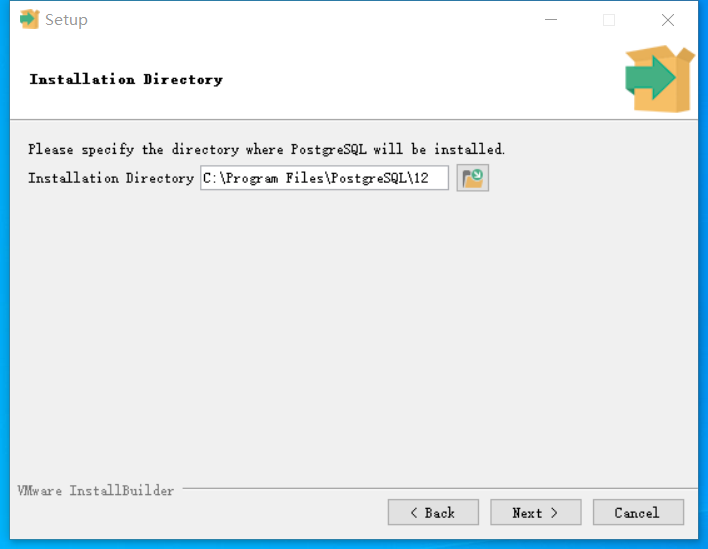 Setup
Installation Directory
Please specify the directory where PostgreSQL will be installed.
Installation Directory C:\Program Files\PostgreSQL\12
VMware InstallBuilder
< Back Next > Cancel